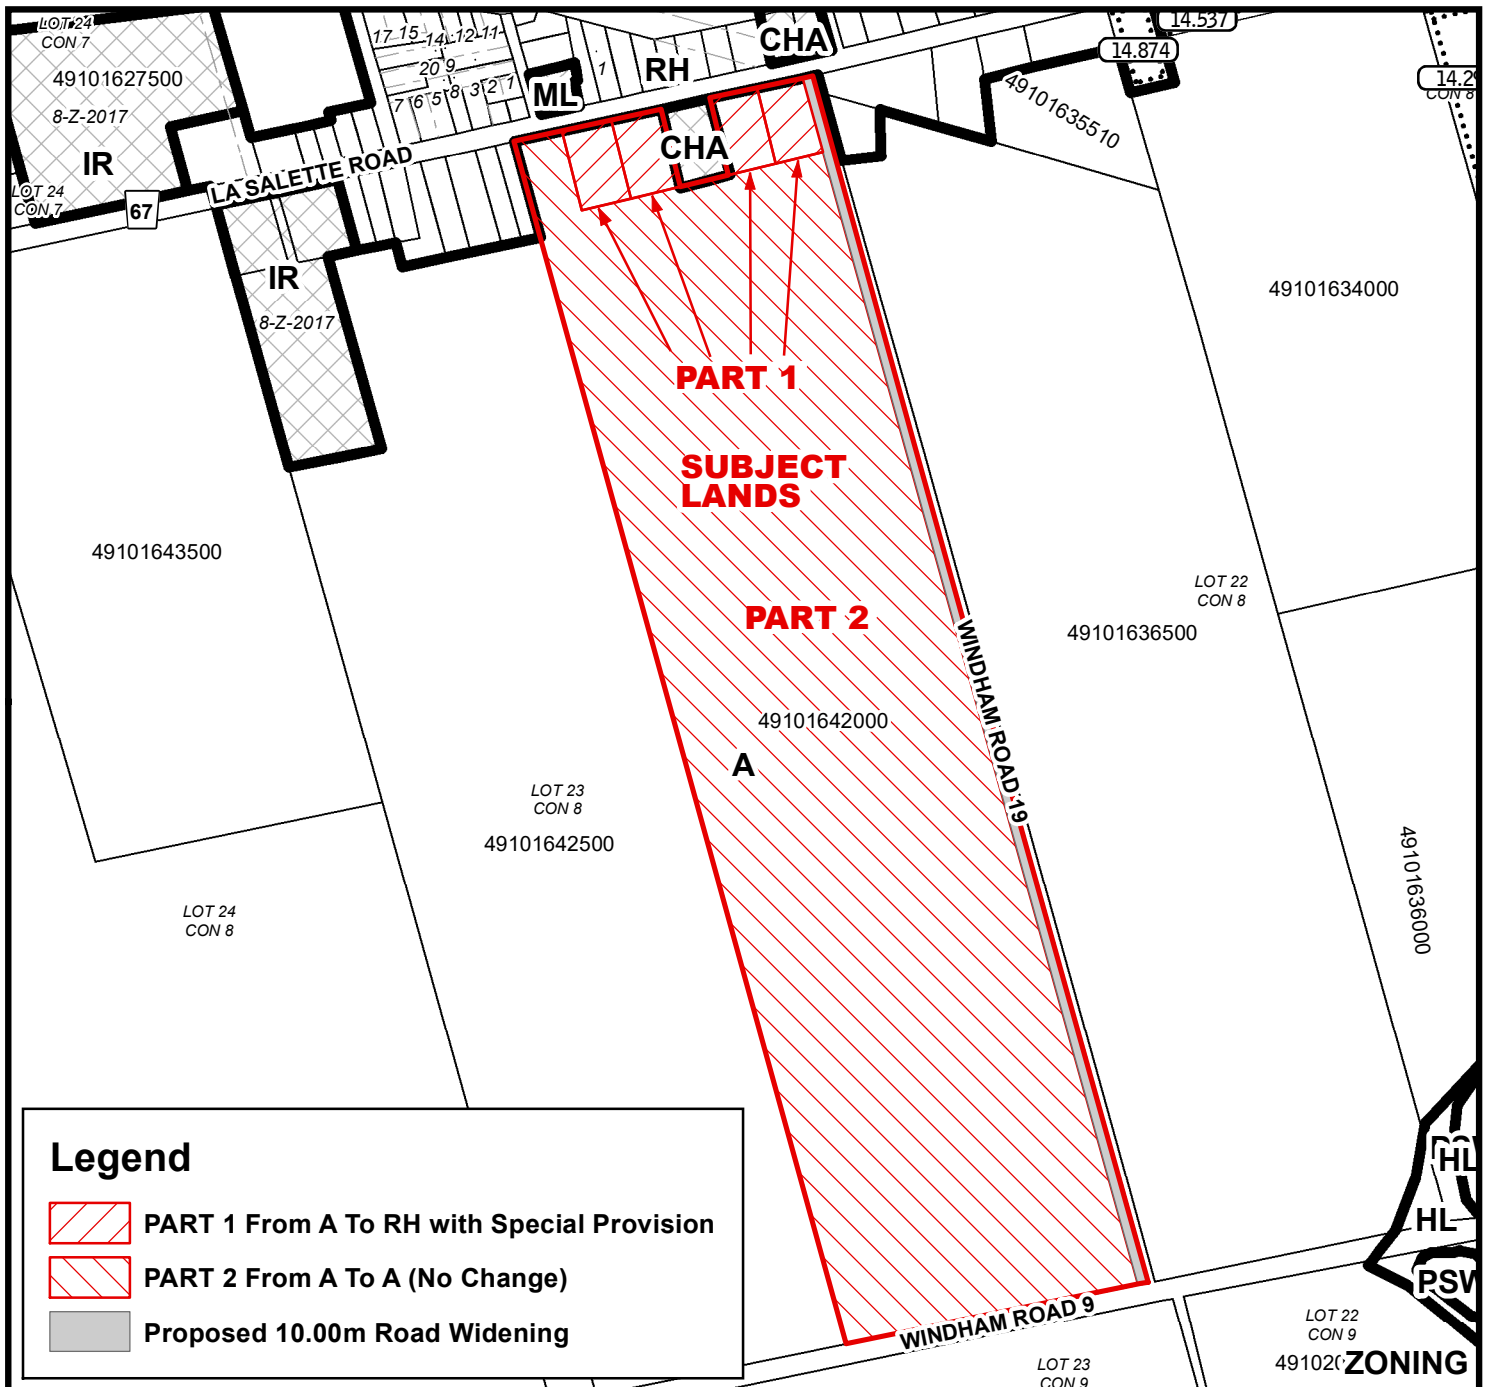 LOT 24
CON 7
49101627500
8-Z-2017
IR
LOT 24
CON 7
67
LA SALETTE ROAD
17 15 14 12 11
20 9
7 6 5 8 3 2 1
ML
1
RH
CHA
CHA
14.537
14.874
14.29
CON 8
49101635510
IR
8-Z-2017
49101634000
PART 1
SUBJECT
LANDS
49101643500
PART 2
LOT 22
CON 8
49101636500
WINDHAM ROAD 19
49101642000
A
LOT 23
CON 8
49101642500
49101636000
LOT 24
CON 8
HL
HL
PSW
WINDHAM ROAD 9
LOT 22
CON 9
LOT 23
CON 9
491020
ZONING
Legend
PART 1 From A To RH with Special Provision
PART 2 From A To A (No Change)
Proposed 10.00m Road Widening